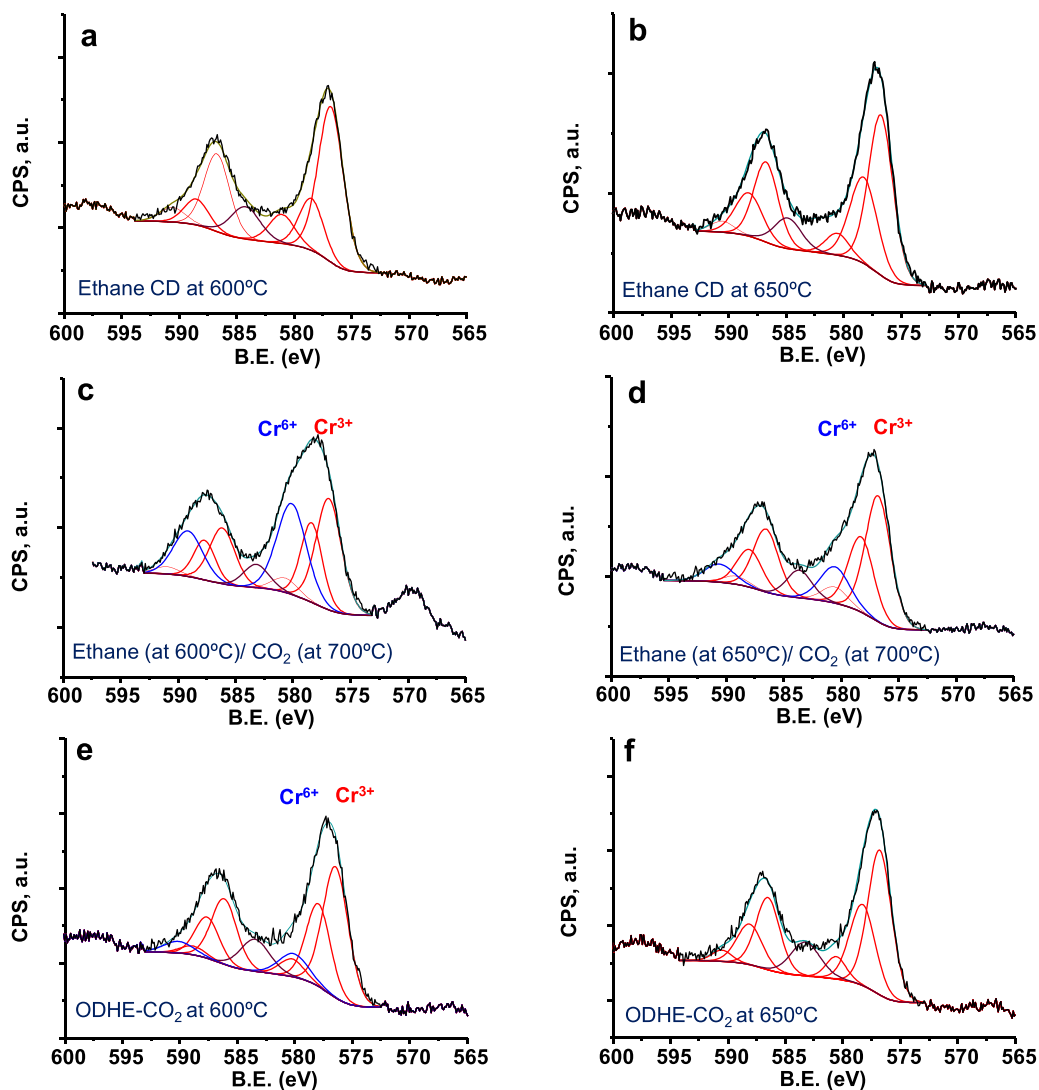 a
CPS, a.u.
Ethane CD at 600ºC
600 595 590 585 580 575 570 565
B.E. (eV)
b
CPS, a.u.
Ethane CD at 650ºC
600 595 590 585 580 575 570 565
B.E. (eV)
c
Cr⁶⁺ Cr³⁺
CPS, a.u.
Ethane (at 600ºC)/ CO₂ (at 700ºC)
600 595 590 585 580 575 570 565
B.E. (eV)
d
Cr⁶⁺ Cr³⁺
CPS, a.u.
Ethane (at 650ºC)/ CO₂ (at 700ºC)
600 595 590 585 580 575 570 565
B.E. (eV)
e
Cr⁶⁺ Cr³⁺
CPS, a.u.
ODHE-CO₂ at 600ºC
600 595 590 585 580 575 570 565
B.E. (eV)
f
CPS, a.u.
ODHE-CO₂ at 650ºC
600 595 590 585 580 575 570 565
B.E. (eV)